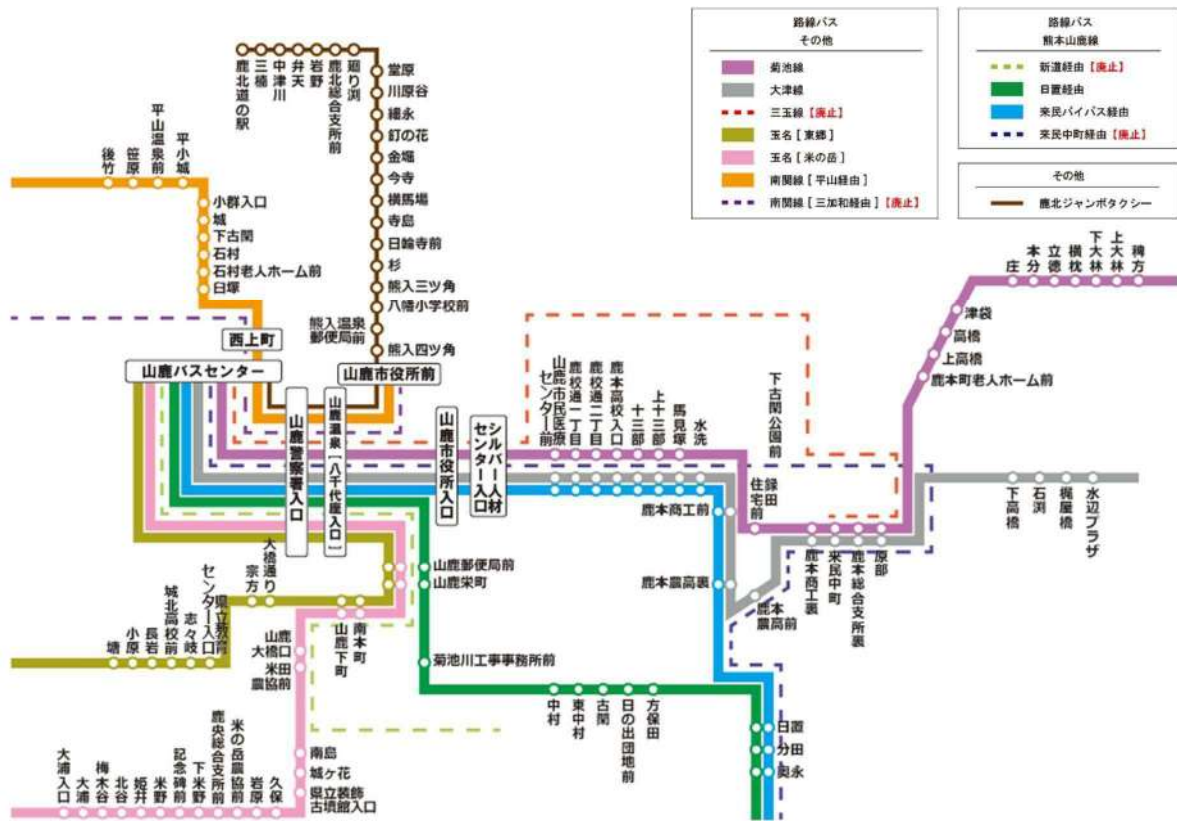 路線バス
その他
菊池線
大津線
三玉線【廃止】
玉名 [ 東郷 ]
玉名 [ 米の岳 ]
南関線 [ 平山経由 ]
南関線 [ 三加和経由 ]【廃止】
路線バス
熊本山鹿線
新道経由【廃止】
日置経由
来民バイパス経由
来民中町経由【廃止】
その他
鹿北ジャンボタクシー
鹿北道の駅
三楠
中津川
弁天
岩野
鹿北総合支所前
廻り渕
堂原
川原谷
細永
釘の花
金堀
今寺
横馬場
寺島
日輪寺前
杉
熊入三ツ角
八幡小学校前
熊入温泉
郵便局前
熊入四ツ角
後竹
笹原
平山温泉前
平小城
小群入口
城
下古閑
石村
石村老人ホーム前
臼塚
西上町
山鹿バスセンター
山鹿市役所前
山鹿警察署入口
山鹿温泉 [ 八千代座入口 ]
山鹿市役所入口
シルバー人材
センター入口
山鹿市民医療
センター前
鹿校通一丁目
鹿校通二丁目
鹿本高校入口
十三部
上十三部
馬見塚
水洗
下古閑公園前
庄
本分
立徳
横枕
下大林
上大林
稗方
津袋
高橋
上高橋
鹿本町老人ホーム前
鹿本商工前
緑田
住宅前
鹿本農高裏
鹿本
農高前
鹿本商工裏
来民中町
鹿本総合支所裏
原部
下高橋
石渕
梶屋橋
水辺プラザ
山鹿郵便局前
山鹿栄町
菊池川工事事務所前
中村
東中村
古閑
日の出団地前
方保田
日置
分田
奥永
大橋通り
宗方
県立教育
センター入口
志々岐
城北高校前
長岩
小原
塘
南本町
山鹿下町
山鹿
大橋口
米田
農協前
南島
城ヶ花
県立装飾
古墳館入口
大浦入口
大浦
梅木谷
北谷
姫井
米野
記念碑前
下米野
鹿央総合支所前
米の岳農協前
岩原
久保